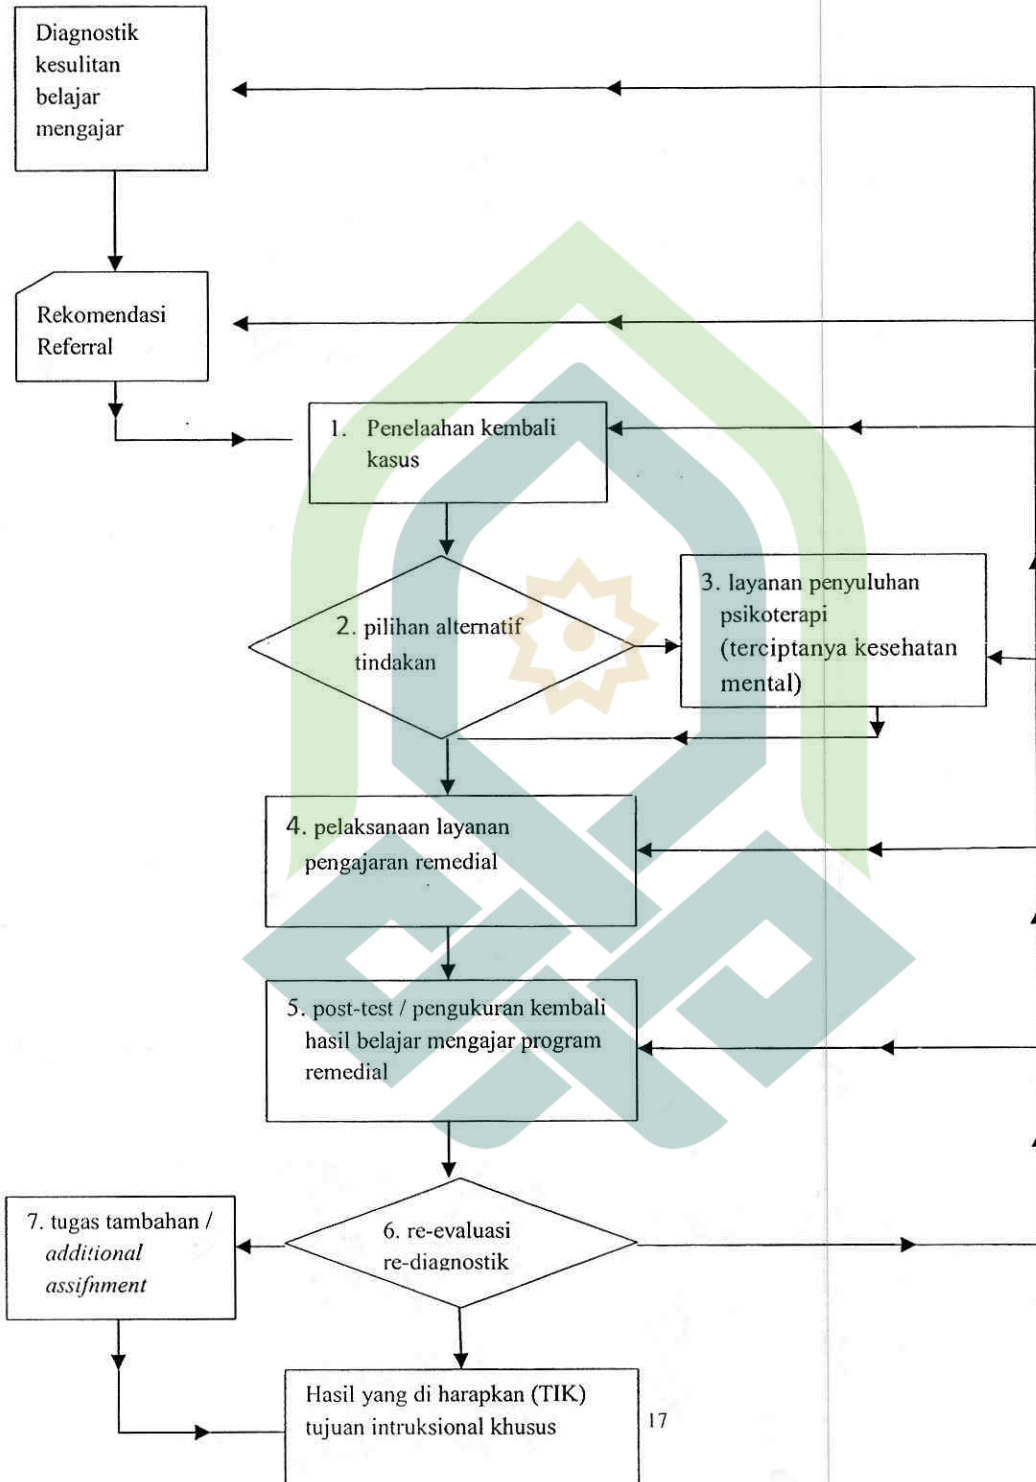 Diagnostik
kesulitan
belajar
mengajar
Rekomendasi
Referral
1. Penelaahan kembali
kasus
2. pilihan alternatif
tindakan
3. layanan penyuluhan
psikoterapi
(terciptanya kesehatan
mental)
4. pelaksanaan layanan
pengajaran remedial
5. post-test / pengukuran kembali
hasil belajar mengajar program
remedial
6. re-evaluasi
re-diagnostik
7. tugas tambahan /
additional
assifnment
Hasil yang di harapkan (TIK)
tujuan intruksional khusus
17